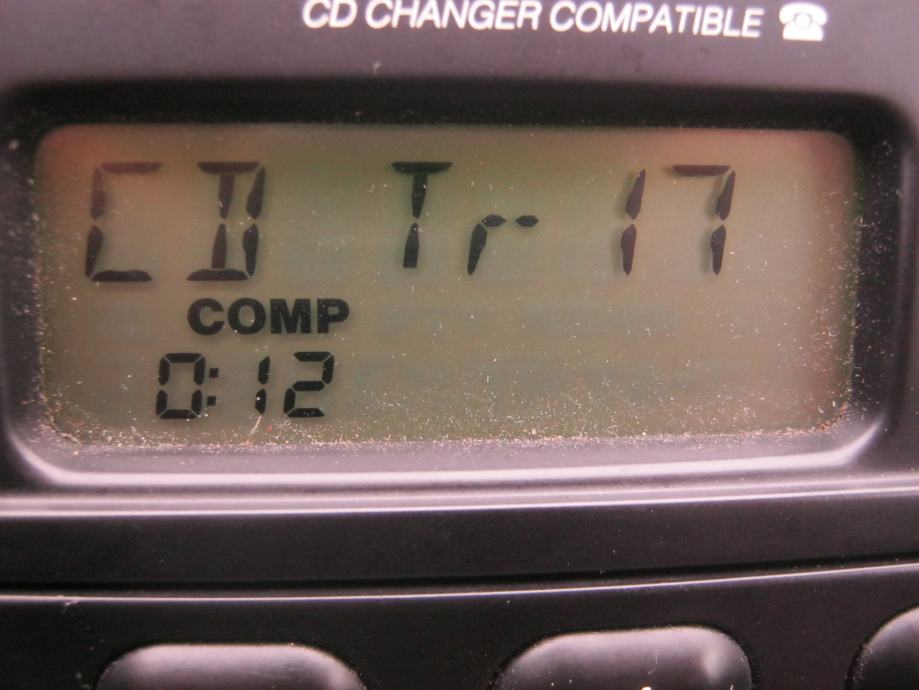 CD CHANGER COMPATIBLE
CD Tr 17
COMP
0:12